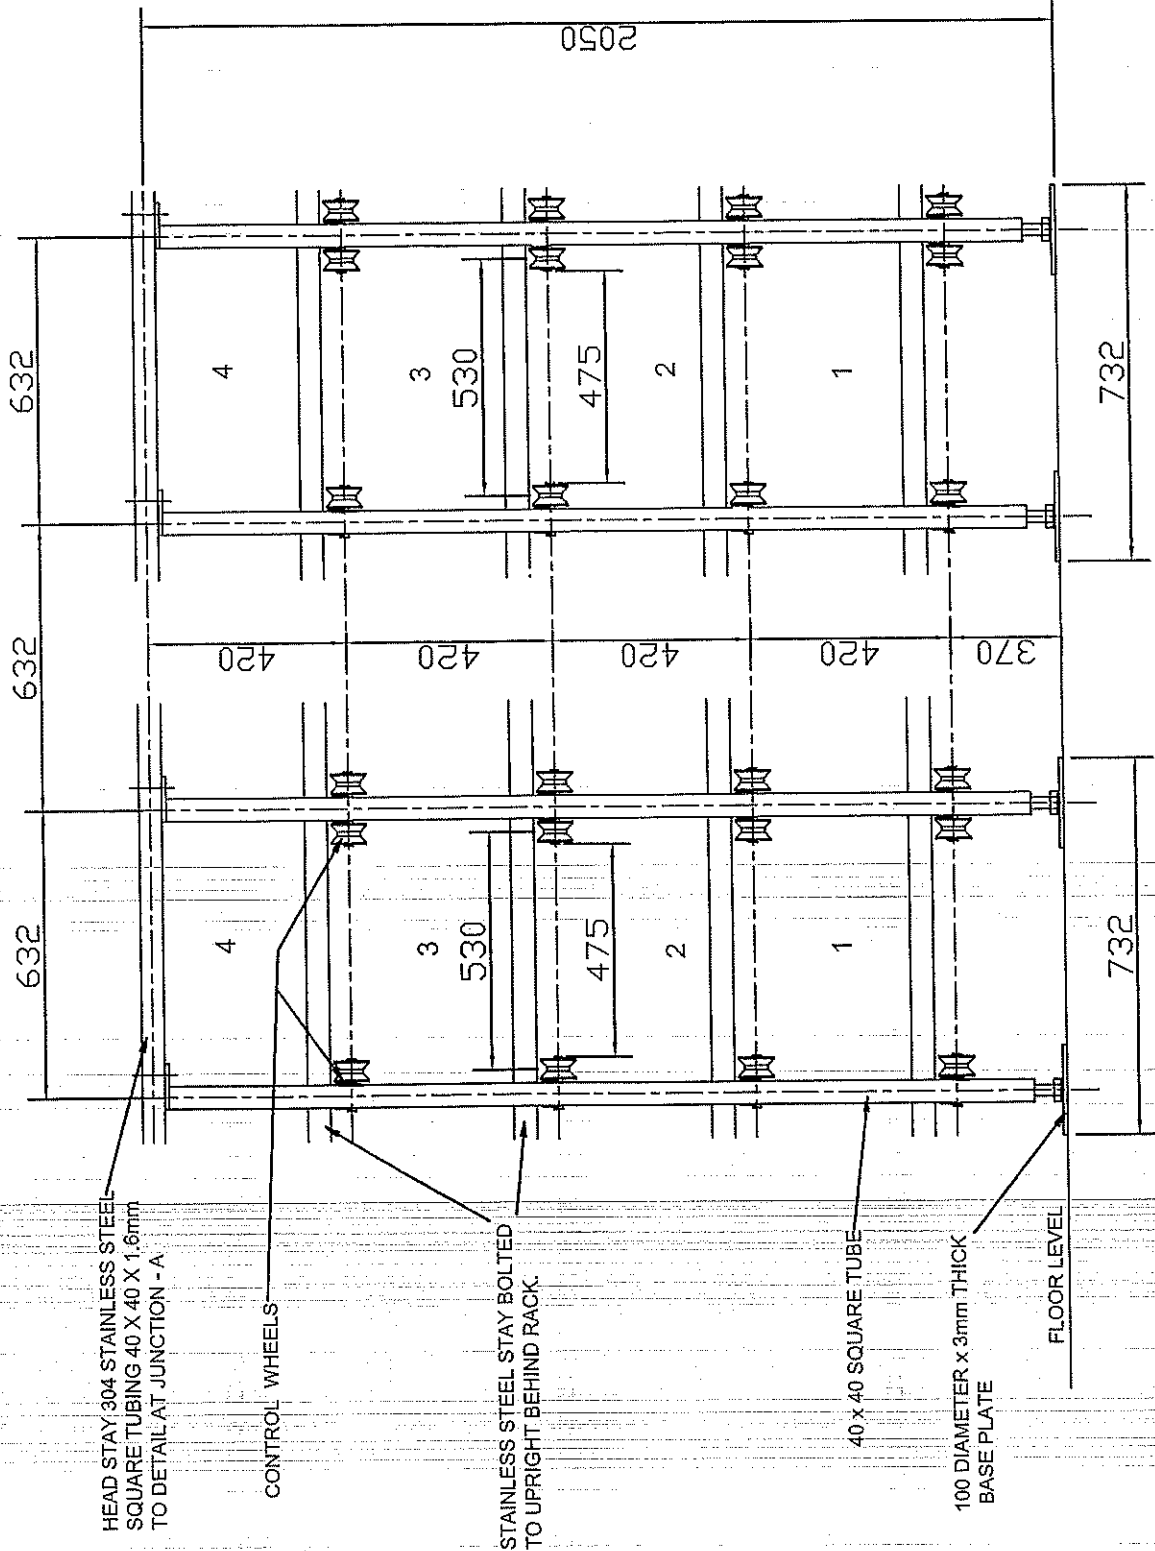 HEAD STAY 304 STAINLESS STEEL
SQUARE TUBING 40 X 40 X 1.6mm
TO DETAIL AT JUNCTION - A
CONTROL WHEELS
STAINLESS STEEL STAY BOLTED
TO UPRIGHT BEHIND RACK.
40 x 40 SQUARE TUBE
100 DIAMETER x 3mm THICK
BASE PLATE
FLOOR LEVEL
632
632
632
2050
4
4
420
3
3
420
530
530
475
475
2
2
420
1
1
420
370
732
732